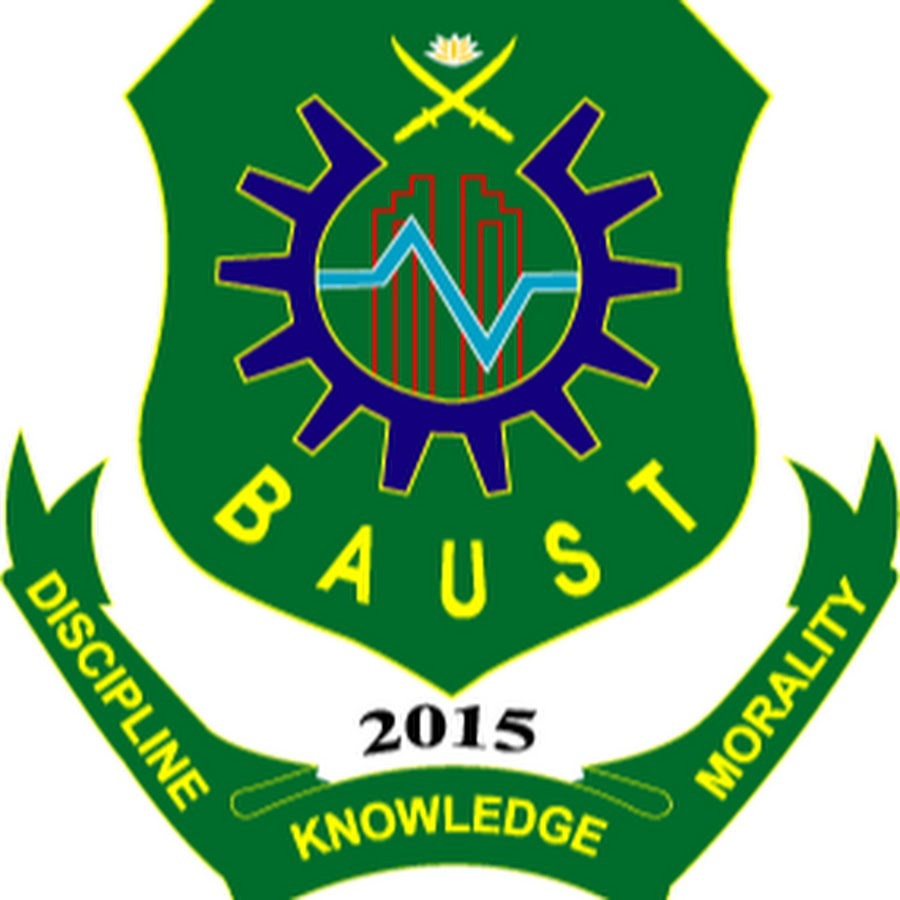 BAUST
2015
DISCIPLINE
KNOWLEDGE
MORALITY